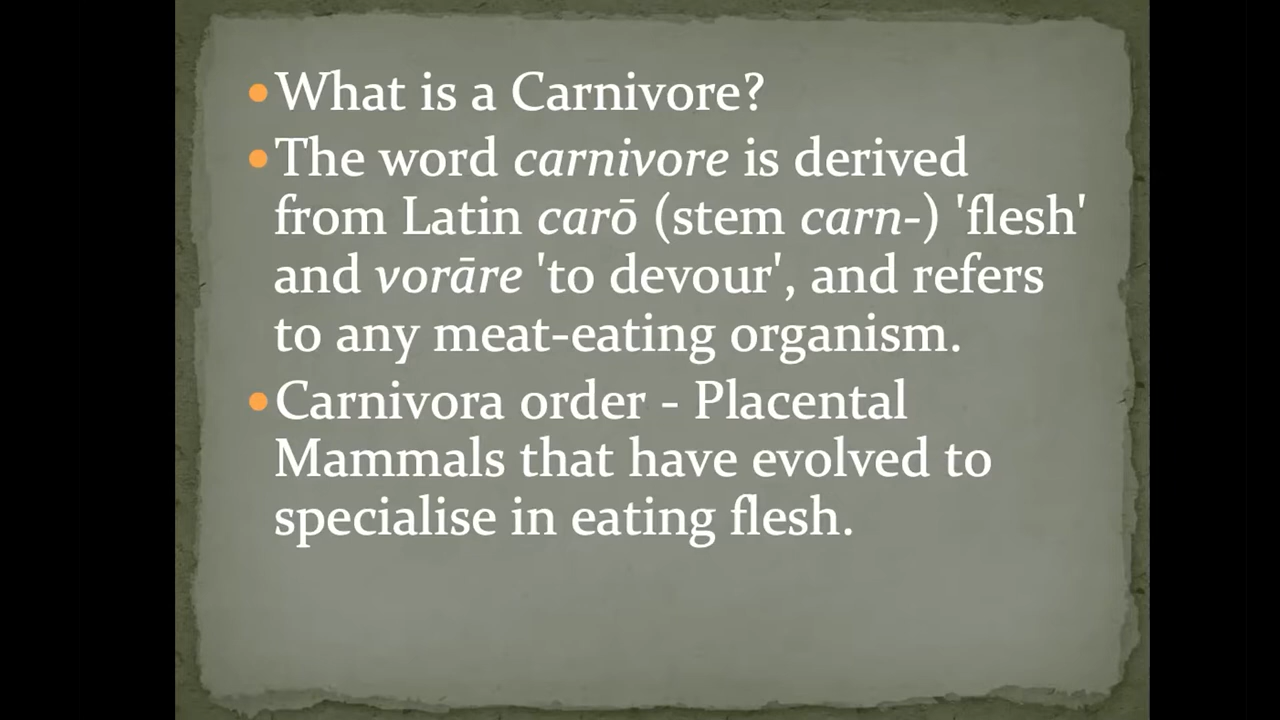 •What is a Carnivore?
•The word carnivore is derived
from Latin carō (stem carn-) 'flesh'
and vorāre 'to devour', and refers
to any meat-eating organism.
•Carnivora order - Placental
Mammals that have evolved to
specialise in eating flesh.